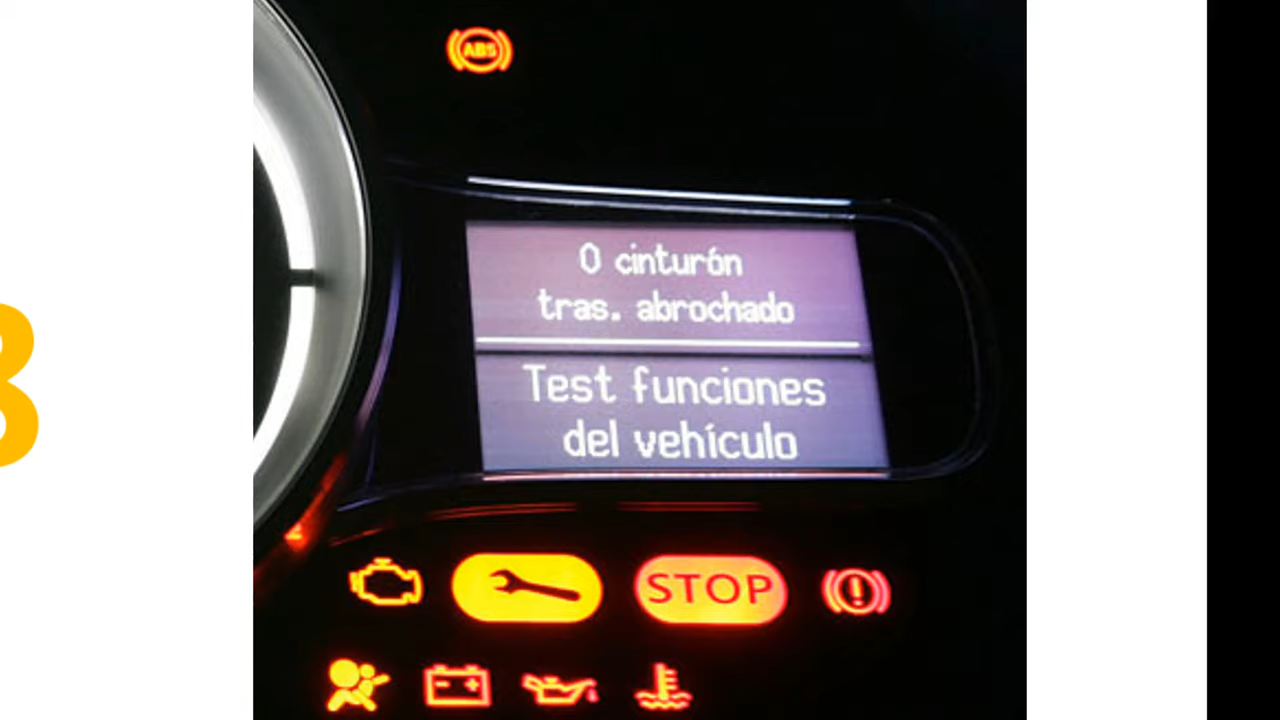 ABS
0 cinturón
tras. abrochado
Test funciones
del vehículo
STOP